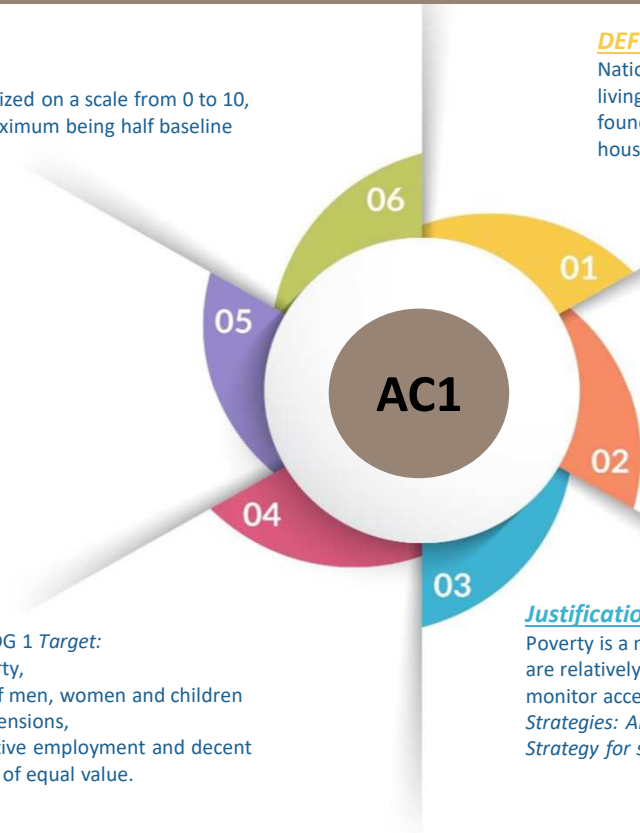 ized on a scale from 0 to 10,
ximum being half baseline
DEF
Natio
living
found
hous
06
01
05
AC1
02
04
03
OG 1 Target:
rty,
f men, women and children
ensions,
tive employment and decent
of equal value.
Justificatio
Poverty is a
are relatively
monitor acce
Strategies: A
Strategy for s